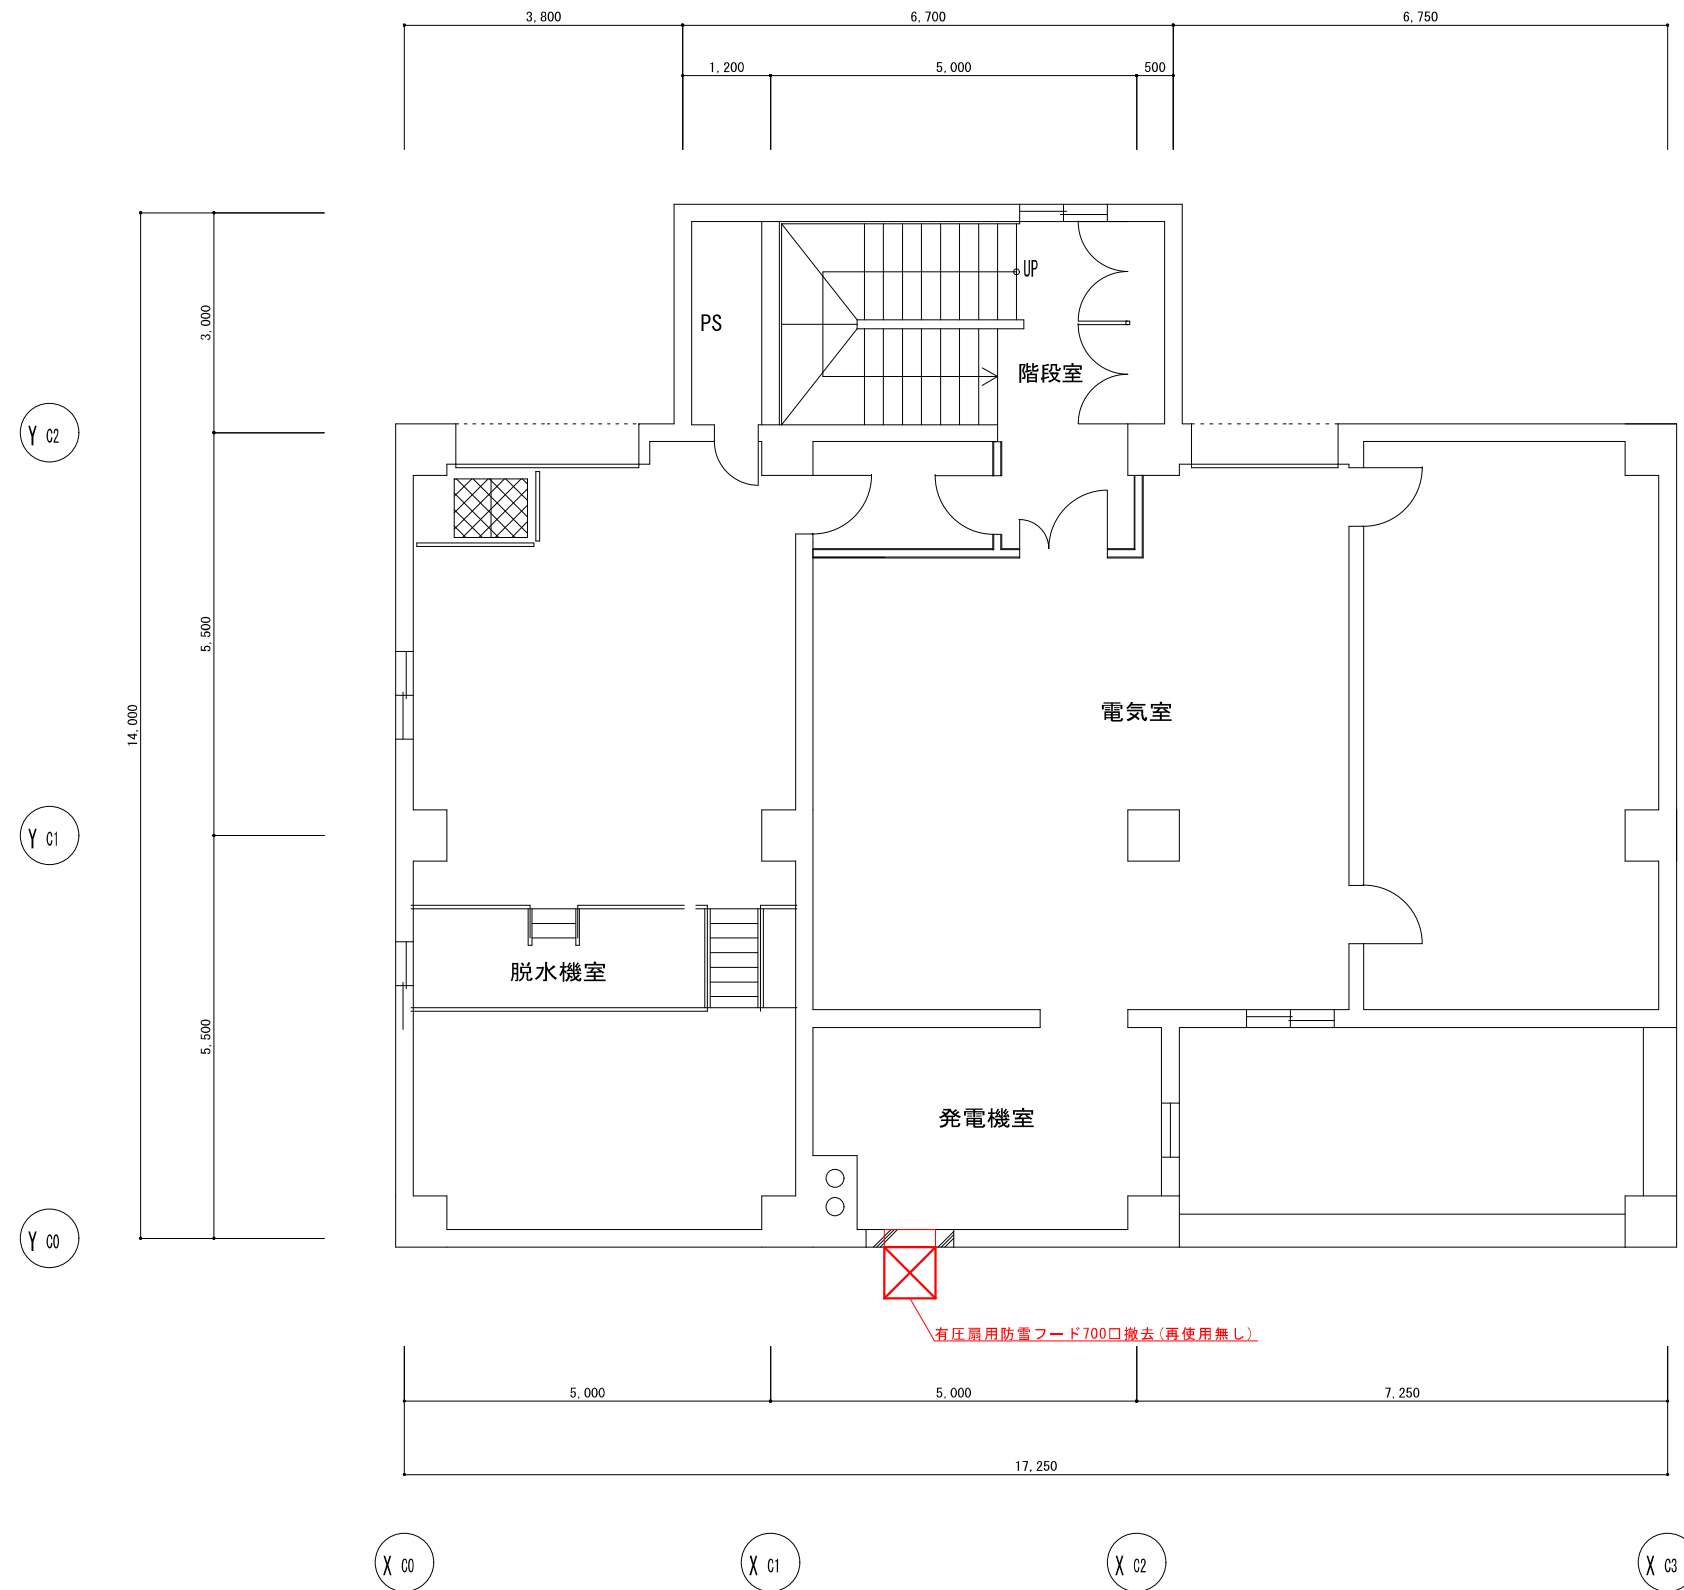 3,800
6,700
6,750
1,200
5,000
500
3,000
5,500
14,000
5,500
UP
PS
階段室
電気室
脱水機室
発電機室
有圧扇用防雪フード700口撤去(再使用無し)
5,000
5,000
7,250
17,250
Y C2
Y C1
Y C0
X C0
X C1
X C2
X C3